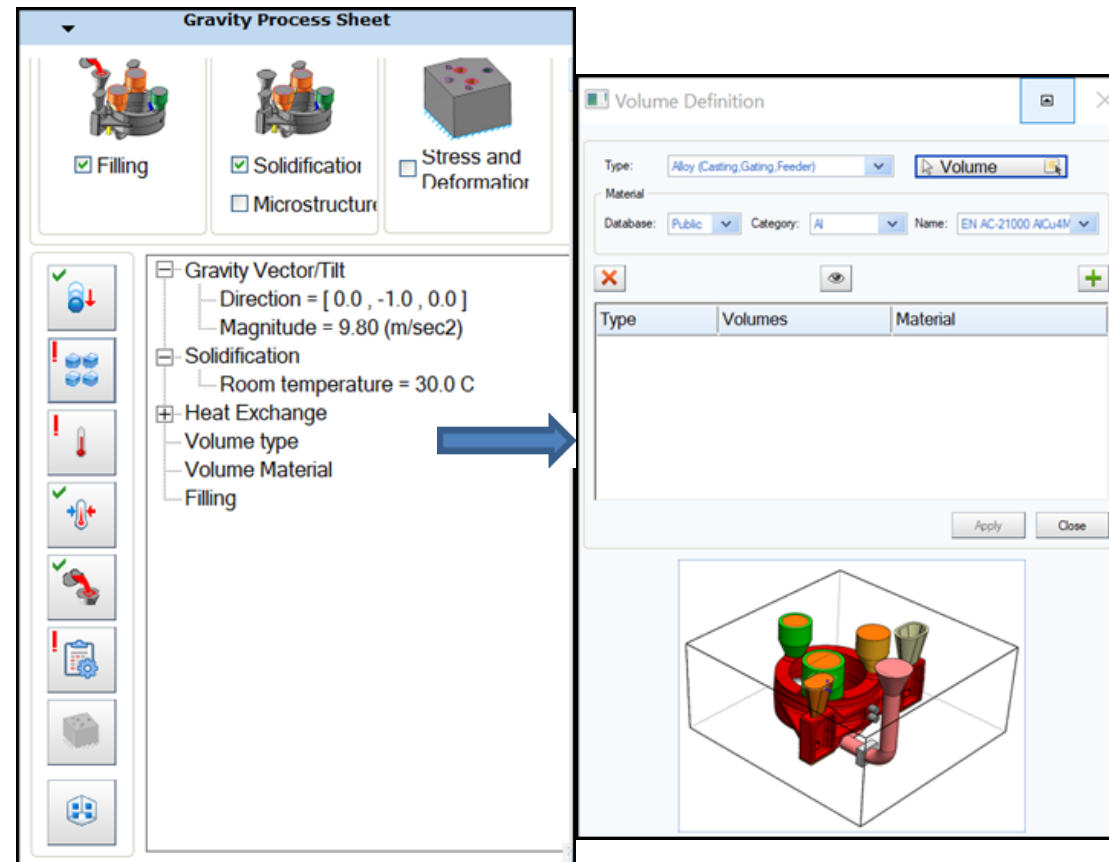 Gravity Process Sheet
Filling
Solidification
Stress and
Deformation
Microstructure
Gravity Vector/Tilt
Direction = [ 0.0 , -1.0 , 0.0 ]
Magnitude = 9.80 (m/sec2)
Solidification
Room temperature = 30.0 C
Heat Exchange
Volume type
Volume Material
Filling
Volume Definition
Type: Alloy (Casting,Gating,Feeder) Volume
Material
Database: Public Category: Al Name: EN AC-21000 AlCu4M
Type Volumes Material
Apply Close